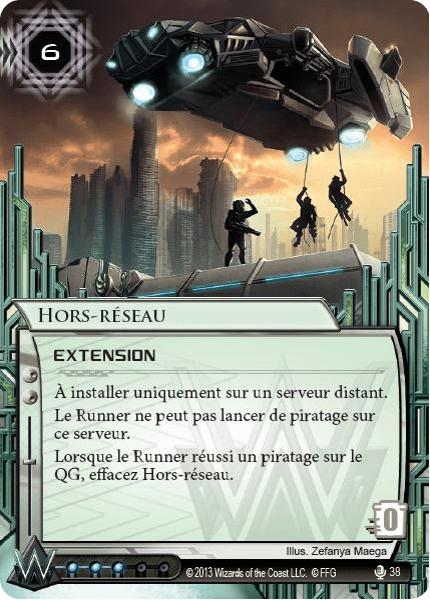 6
HORS-RÉSEAU
EXTENSION
À installer uniquement sur un serveur distant.
Le Runner ne peut pas lancer de piratage sur
ce serveur.
Lorsque le Runner réussi un piratage sur le
QG, effacez Hors-réseau.
0
Illus. Zefanya Maega
© 2013 Wizards of the Coast LLC. © FFG
38